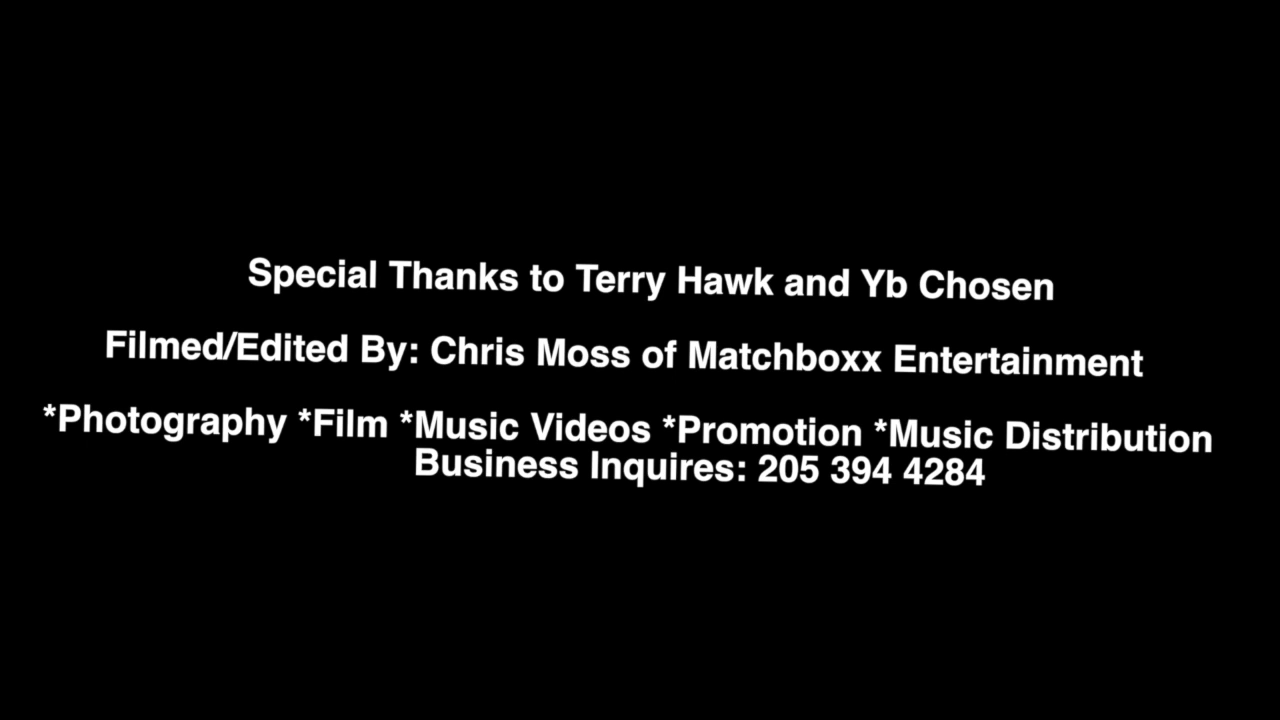 Special Thanks to Terry Hawk and Yb Chosen
Filmed/Edited By: Chris Moss of Matchboxx Entertainment
*Photography *Film *Music Videos *Promotion *Music Distribution
Business Inquires: 205 394 4284